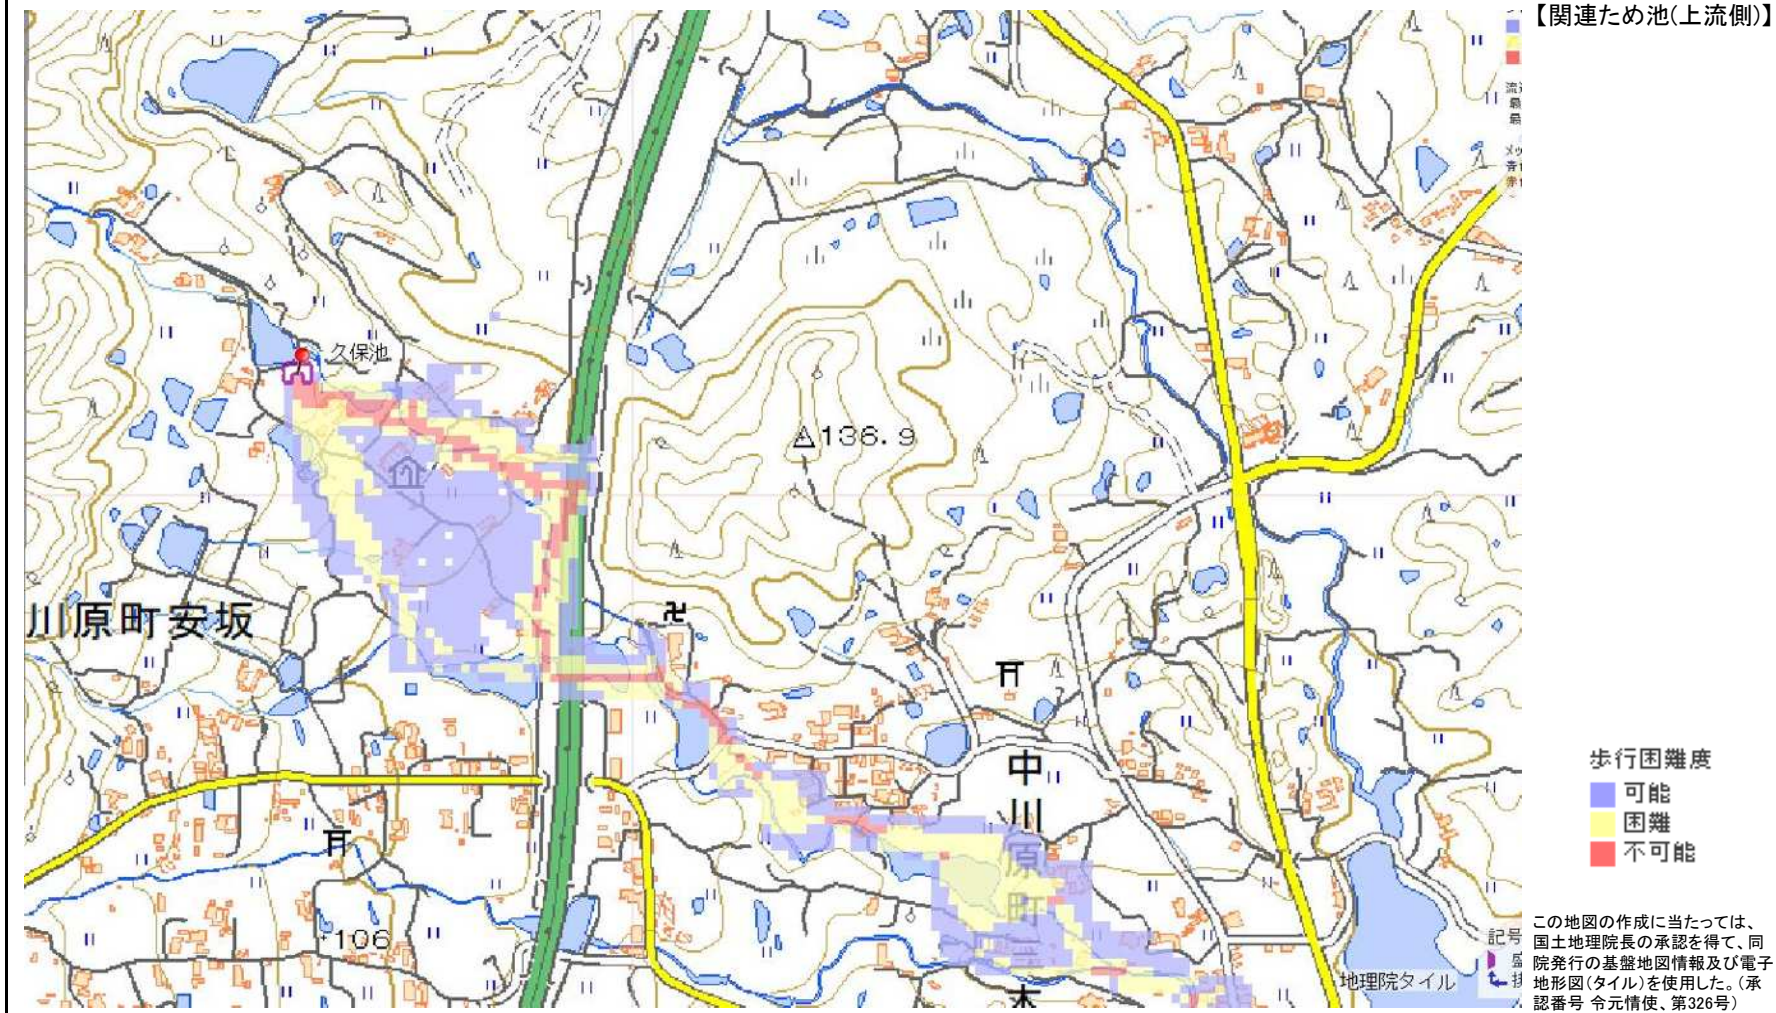 【関連ため池(上流側)】
久保池
136.9
川原町安坂
中
川
原
町
木
106
歩行困難度
可能
困難
不可能
記号
地理院タイル
この地図の作成に当たっては、
国土地理院長の承認を得て、同
院発行の基盤地図情報及び電子
地形図(タイル)を使用した。(承
認番号 令元情使、第326号)